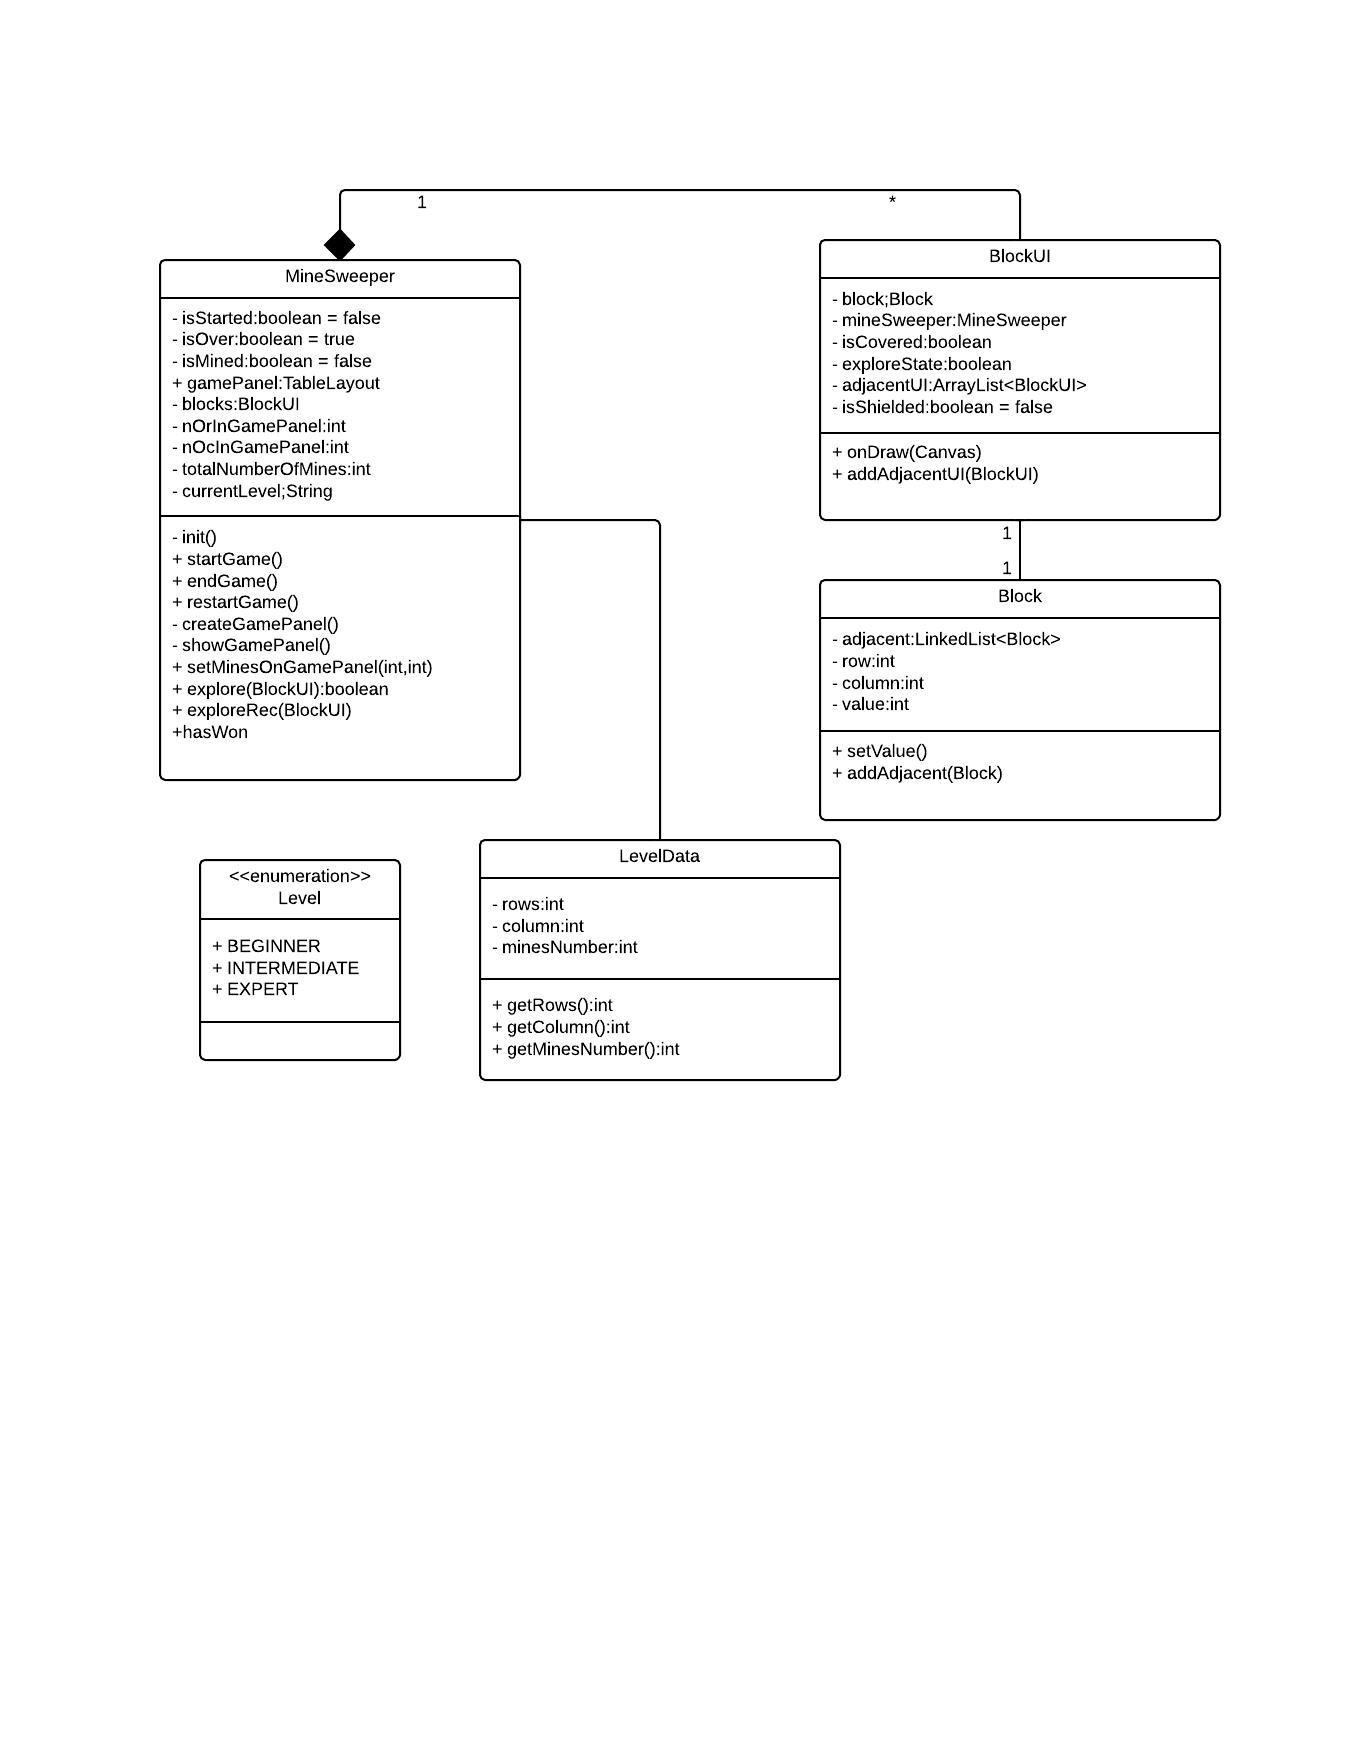 1
*
MineSweeper
- isStarted:boolean = false
- isOver:boolean = true
- isMined:boolean = false
+ gamePanel:TableLayout
- blocks:BlockUI
- nOrInGamePanel:int
- nOcInGamePanel:int
- totalNumberOfMines:int
- currentLevel;String
- init()
+ startGame()
+ endGame()
+ restartGame()
- createGamePanel()
- showGamePanel()
+ setMinesOnGamePanel(int,int)
+ explore(BlockUI):boolean
+ exploreRec(BlockUI)
+hasWon
BlockUI
- block;Block
- mineSweeper:MineSweeper
- isCovered:boolean
- exploreState:boolean
- adjacentUI:ArrayList<BlockUI>
- isShielded:boolean = false
+ onDraw(Canvas)
+ addAdjacentUI(BlockUI)
1
1
Block
- adjacent:LinkedList<Block>
- row:int
- column:int
- value:int
+ setValue()
+ addAdjacent(Block)
<<enumeration>>
Level
+ BEGINNER
+ INTERMEDIATE
+ EXPERT
LevelData
- rows:int
- column:int
- minesNumber:int
+ getRows():int
+ getColumn():int
+ getMinesNumber():int